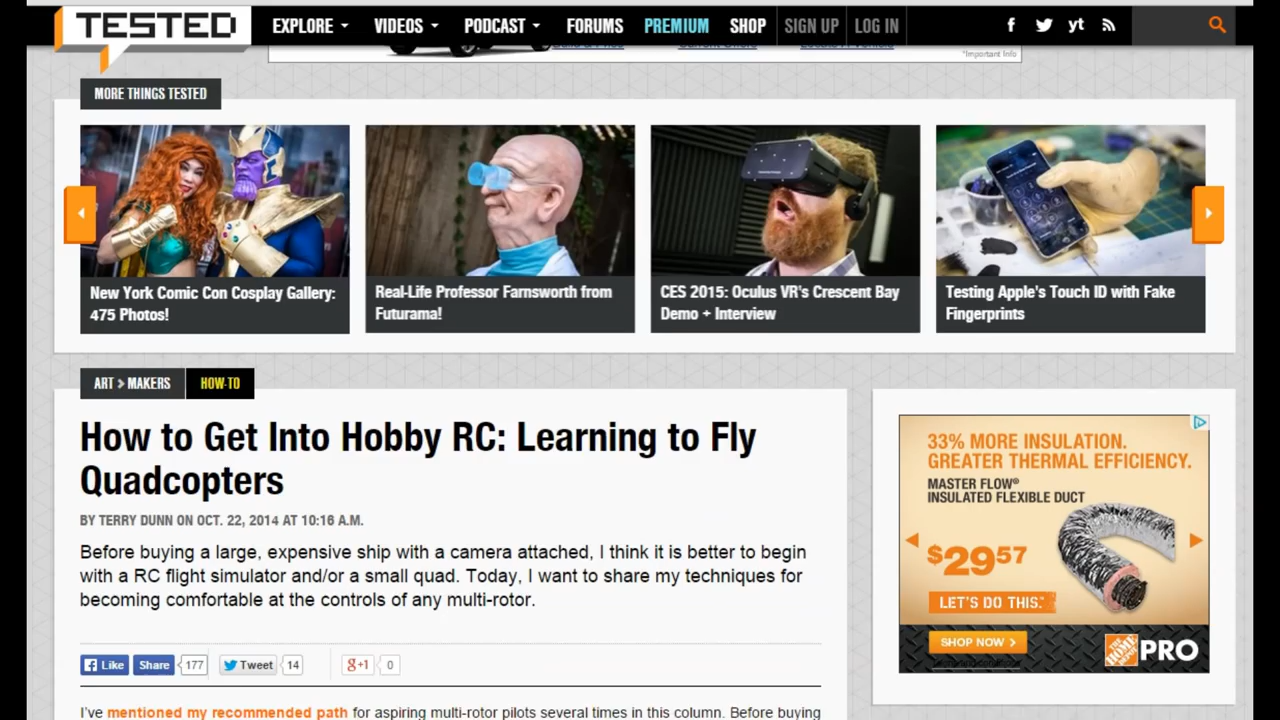 TESTED
EXPLORE VIDEOS PODCAST FORUMS PREMIUM SHOP SIGN UP LOG IN
f yt
*Important Info
MORE THINGS TESTED
New York Comic Con Cosplay Gallery:
475 Photos!
Real-Life Professor Farnsworth from
Futurama!
CES 2015: Oculus VR's Crescent Bay
Demo + Interview
Testing Apple's Touch ID with Fake
Fingerprints
ART > MAKERS HOW-TO
How to Get Into Hobby RC: Learning to Fly
Quadcopters
BY TERRY DUNN ON OCT. 22, 2014 AT 10:16 A.M.
Before buying a large, expensive ship with a camera attached, I think it is better to begin
with a RC flight simulator and/or a small quad. Today, I want to share my techniques for
becoming comfortable at the controls of any multi-rotor.
Like Share 177 Tweet 14 g+1 0
I've mentioned my recommended path for aspiring multi-rotor pilots several times in this column. Before buying
33% MORE INSULATION.
GREATER THERMAL EFFICIENCY.
MASTER FLOW®
INSULATED FLEXIBLE DUCT
$2957
LET'S DO THIS.™
SHOP NOW >
THE HOME DEPOT PRO